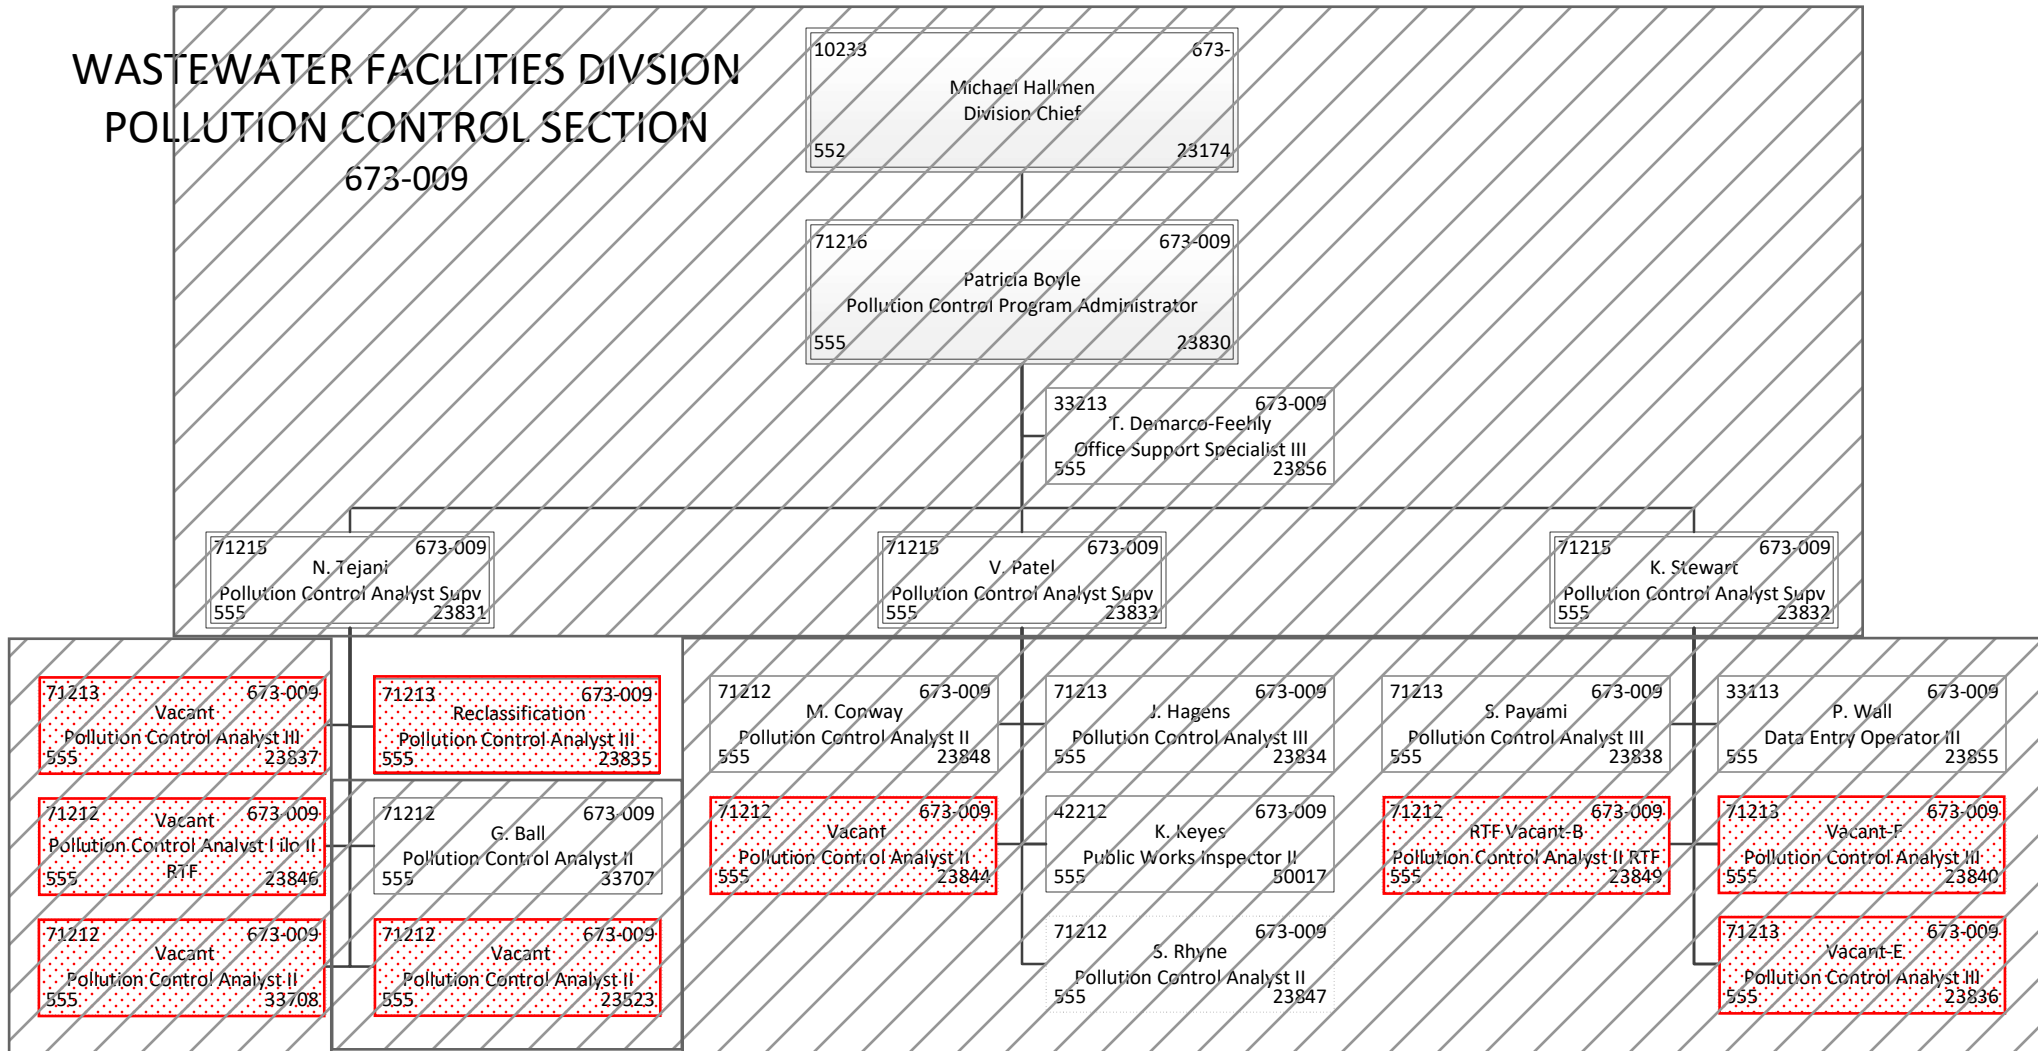 WASTEWATER FACILITIES DIVSION
POLLUTION CONTROL SECTION
673-009
10233 673-
Michael Hallmen
Division Chief
552 23174
71216 673-009
Patricia Boyle
Pollution Control Program Administrator
555 23830
33213 673-009
T. Demarco-Feehly
Office Support Specialist III
555 23856
71215 673-009
N. Tejani
Pollution Control Analyst Supv
555 23831
71215 673-009
V. Patel
Pollution Control Analyst Supv
555 23833
71215 673-009
K. Stewart
Pollution Control Analyst Supv
555 23832
71213 673-009
Vacant
Pollution Control Analyst III
555 23837
71213 673-009
Reclassification
Pollution Control Analyst III
555 23835
71212 673-009
M. Conway
Pollution Control Analyst II
555 23848
71213 673-009
J. Hagens
Pollution Control Analyst III
555 23834
71213 673-009
S. Pavami
Pollution Control Analyst III
555 23838
33113 673-009
P. Wall
Data Entry Operator III
555 23855
71212 673-009
Vacant
Pollution Control Analyst I ilo II
RTF
555 23846
71212 673-009
G. Ball
Pollution Control Analyst II
555 33707
71212 673-009
Vacant
Pollution Control Analyst II
555 23844
42212 673-009
K. Keyes
Public Works Inspector II
555 50017
71212 673-009
RTF Vacant-B
Pollution Control Analyst II RTF
555 23849
71213 673-009
Vacant-F
Pollution Control Analyst III
555 23840
71212 673-009
Vacant
Pollution Control Analyst II
555 33708
71212 673-009
Vacant
Pollution Control Analyst II
555 23523
71212 673-009
S. Rhyne
Pollution Control Analyst II
555 23847
71213 673-009
Vacant-E
Pollution Control Analyst III
555 23836